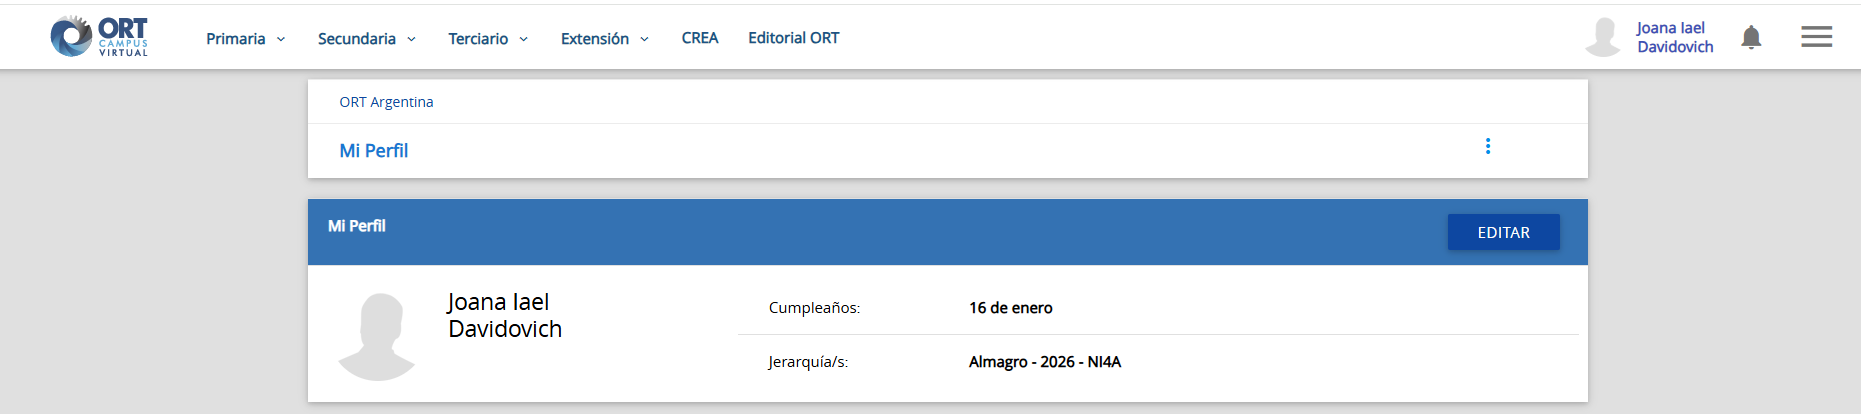 ORT
CAMPUS
VIRTUAL
Primaria
Secundaria
Terciario
Extensión
CREA
Editorial ORT
Joana Iael
Davidovich
ORT Argentina
Mi Perfil
Mi Perfil
EDITAR
Joana Iael
Davidovich
Cumpleaños:
16 de enero
Jerarquía/s:
Almagro - 2026 - NI4A